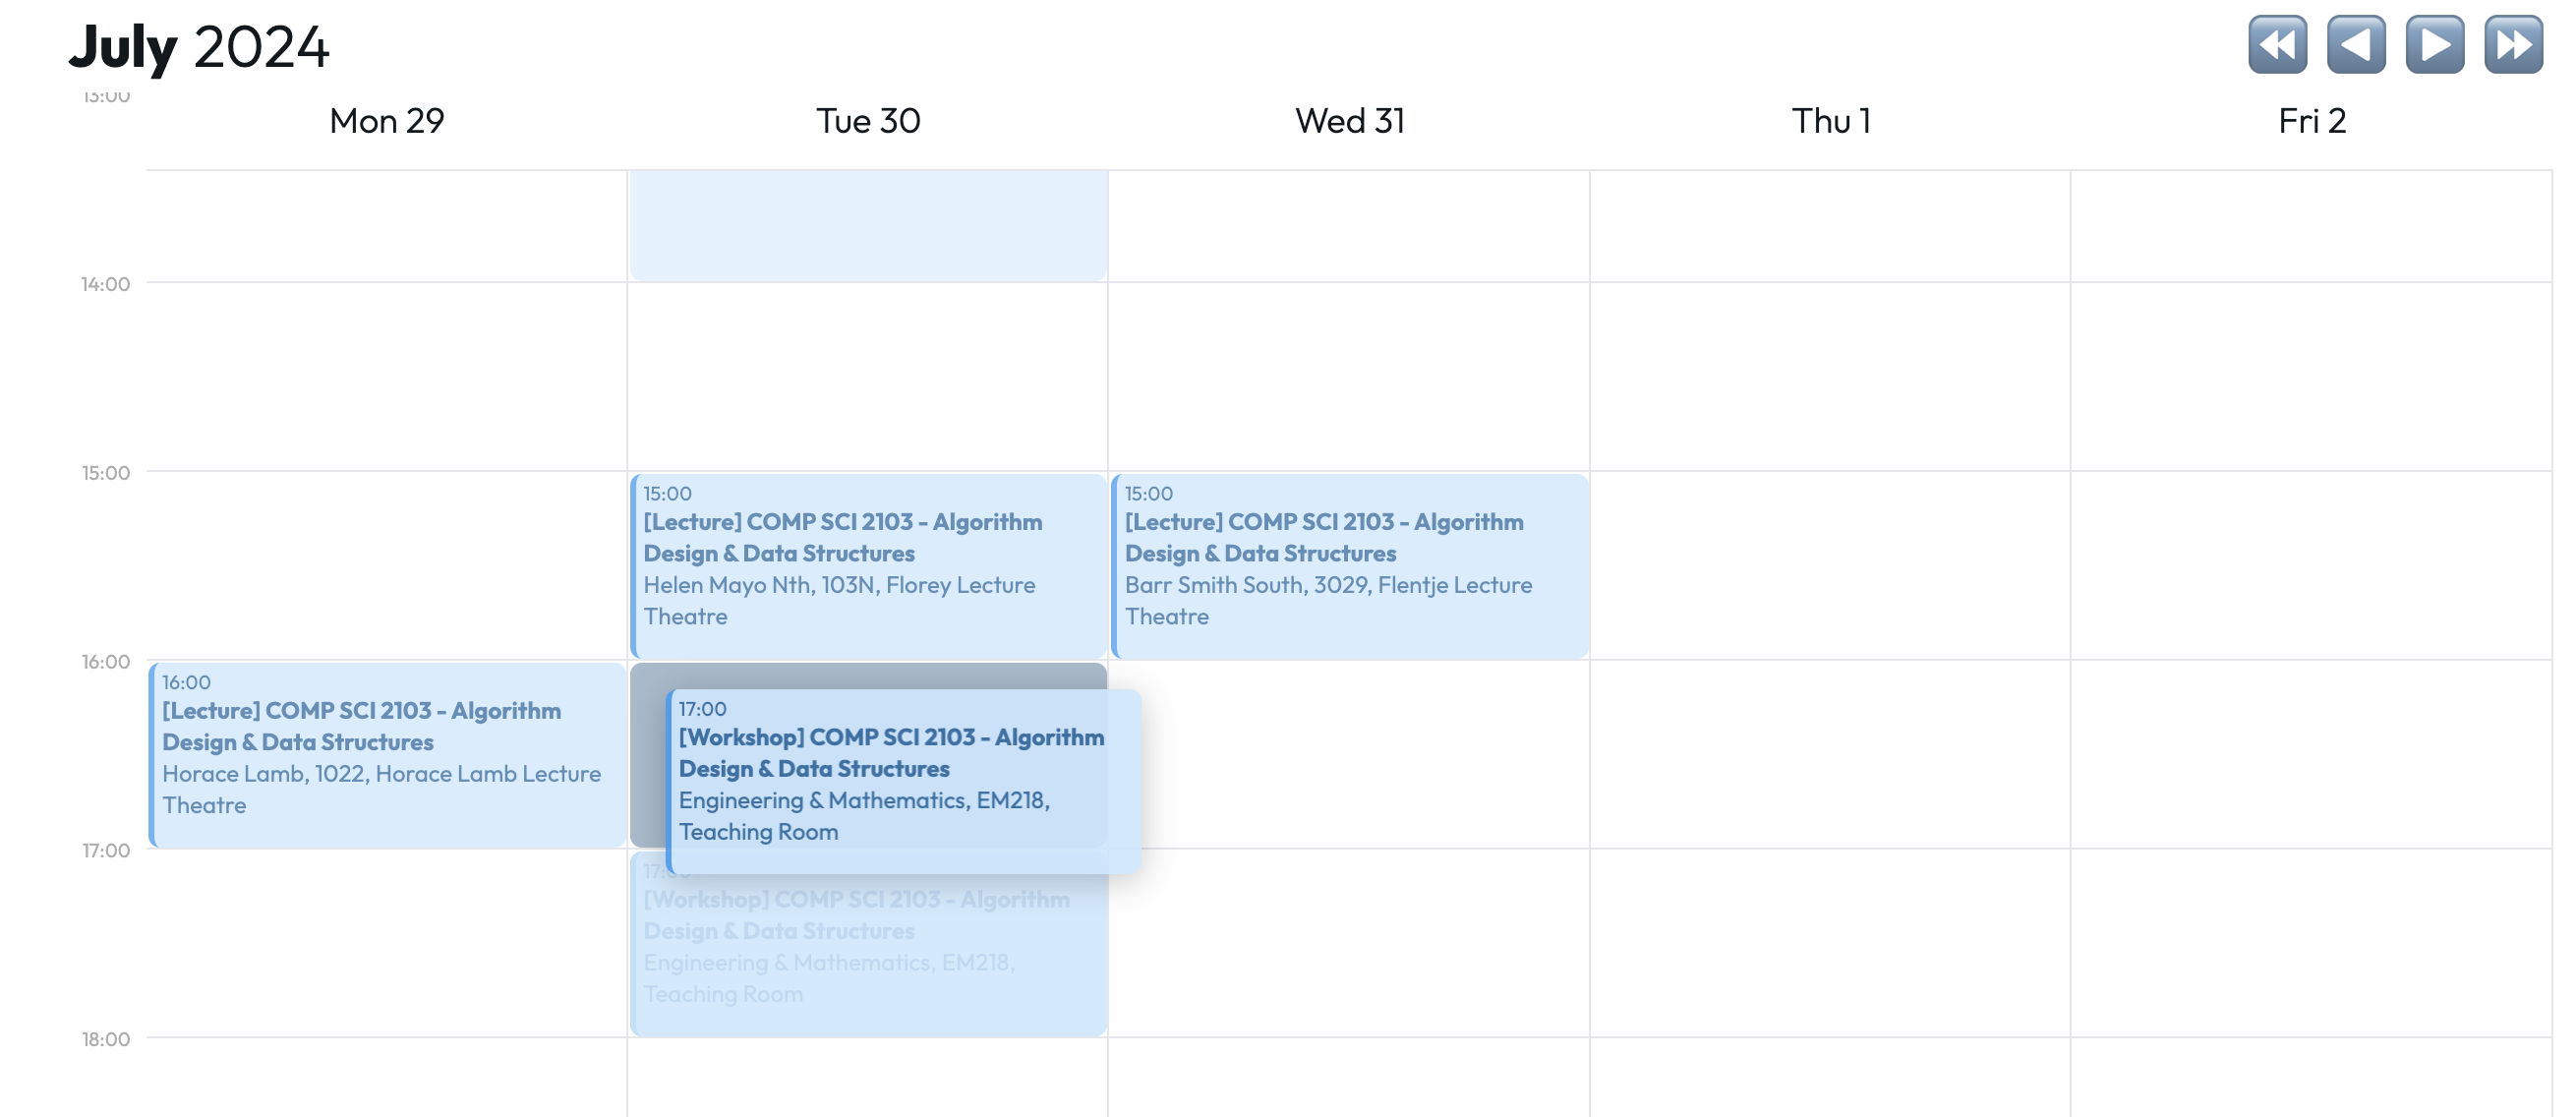 July 2024
13:00
Mon 29
Tue 30
Wed 31
Thu 1
Fri 2
14:00
15:00
15:00
[Lecture] COMP SCI 2103 - Algorithm
Design & Data Structures
Helen Mayo Nth, 103N, Florey Lecture
Theatre
15:00
[Lecture] COMP SCI 2103 - Algorithm
Design & Data Structures
Barr Smith South, 3029, Flentje Lecture
Theatre
16:00
16:00
[Lecture] COMP SCI 2103 - Algorithm
Design & Data Structures
Horace Lamb, 1022, Horace Lamb Lecture
Theatre
17:00
[Workshop] COMP SCI 2103 - Algorithm
Design & Data Structures
Engineering & Mathematics, EM218,
Teaching Room
17:00
17:00
[Workshop] COMP SCI 2103 - Algorithm
Design & Data Structures
Engineering & Mathematics, EM218,
Teaching Room
18:00